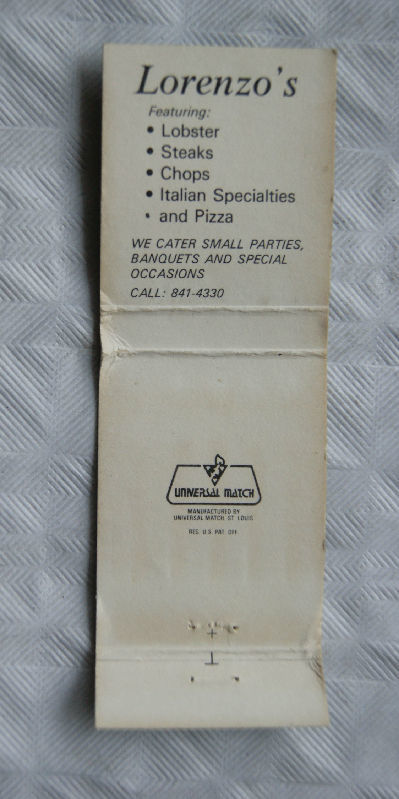 Lorenzo's
Featuring:
• Lobster
• Steaks
• Chops
• Italian Specialties
• and Pizza
WE CATER SMALL PARTIES,
BANQUETS AND SPECIAL
OCCASIONS
CALL: 841-4330
UNIVERSAL MATCH
MANUFACTURED BY
UNIVERSAL MATCH, ST. LOUIS
REG. U.S. PAT. OFF.